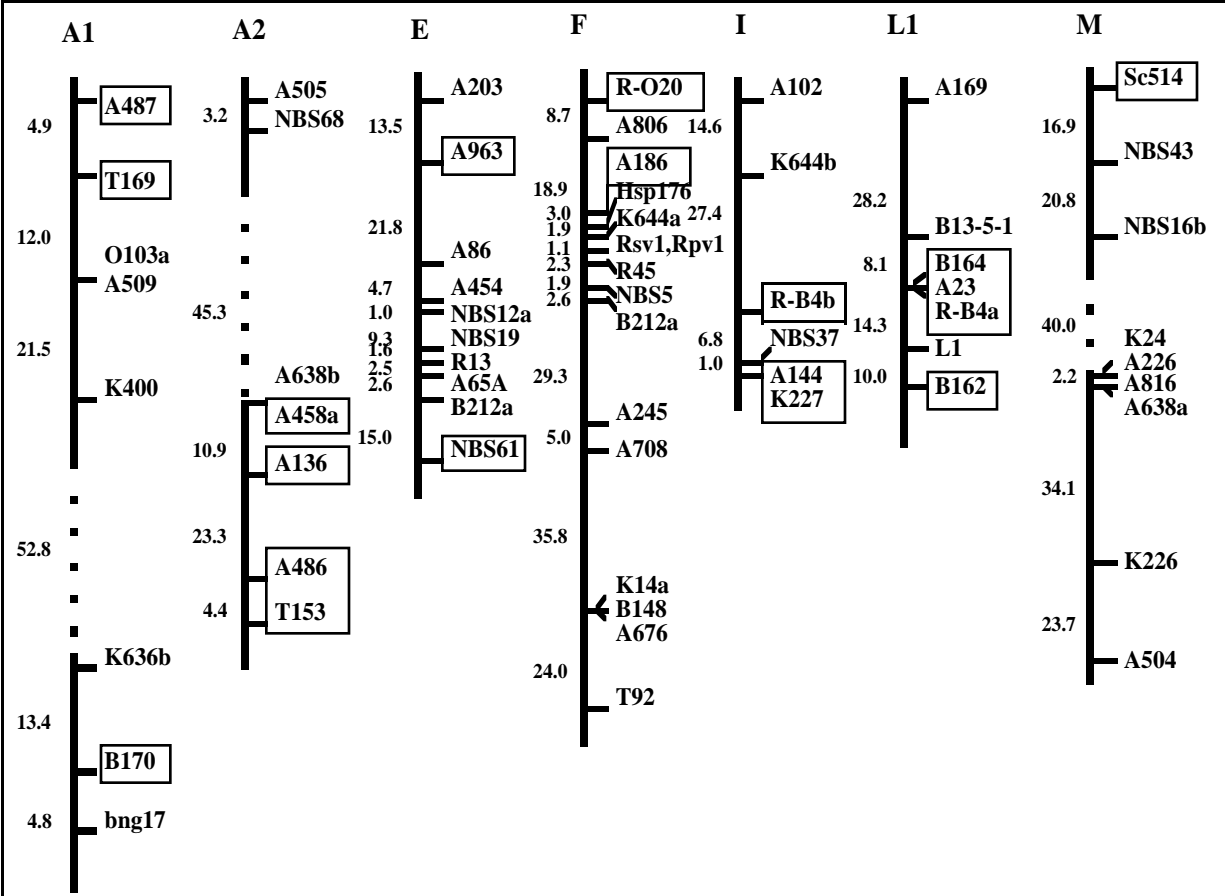 A1
A487
4.9
T169
12.0
O103a
A509
21.5
K400
52.8
K636b
13.4
B170
4.8
bng17
A2
A505
3.2
NBS68
45.3
A638b
A458a
10.9
A136
23.3
A486
4.4
T153
E
A203
13.5
A963
21.8
A86
4.7
A454
1.0
NBS12a
9.3
NBS19
1.6
R13
2.5
A65A
2.6
B212a
15.0
NBS61
F
R-O20
8.7
A806
A186
18.9
Hsp176
3.0
K644a
1.9
Rsv1,Rpv1
1.1
2.3
R45
1.9
NBS5
2.6
B212a
29.3
A245
5.0
A708
35.8
K14a
B148
A676
24.0
T92
I
A102
14.6
K644b
27.4
R-B4b
6.8
NBS37
1.0
A144
K227
L1
A169
28.2
B13-5-1
8.1
B164
A23
R-B4a
14.3
L1
10.0
B162
M
Sc514
16.9
NBS43
20.8
NBS16b
40.0
K24
A226
2.2
A816
A638a
34.1
K226
23.7
A504